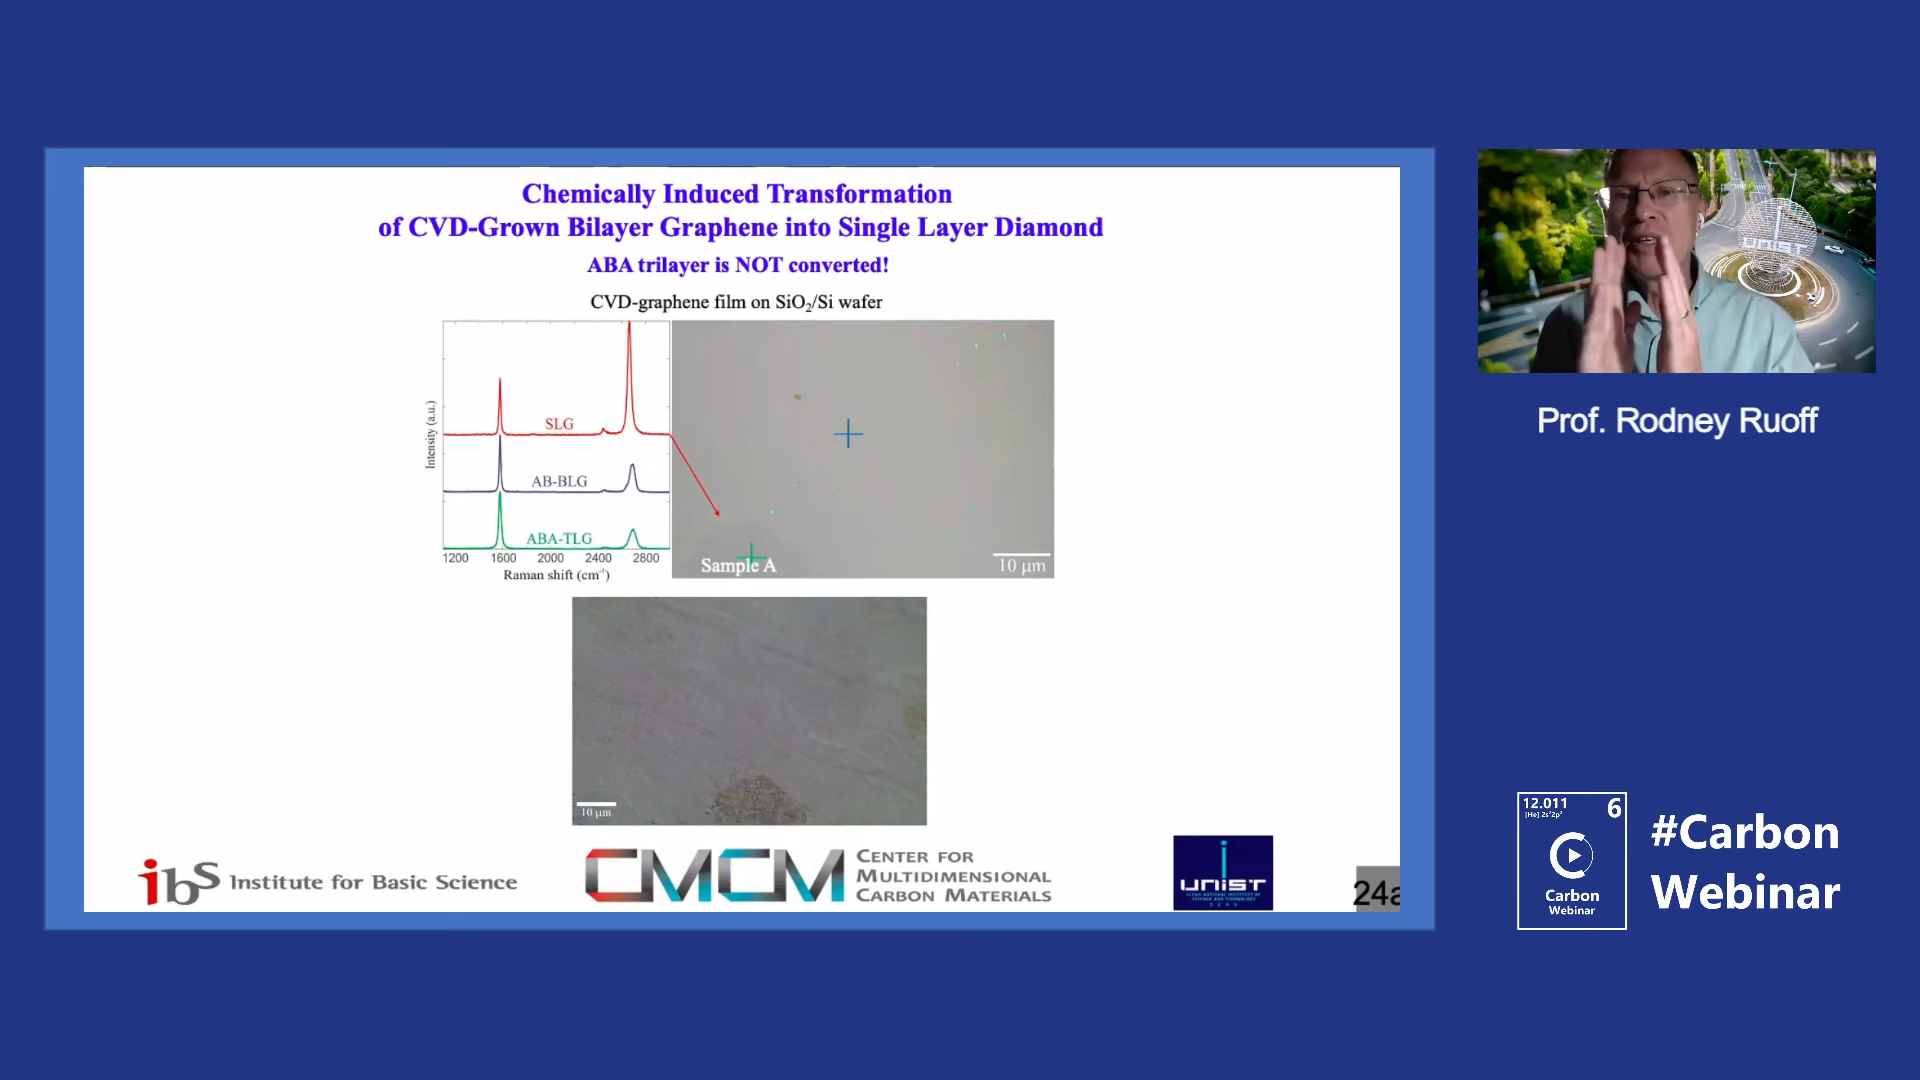 Chemically Induced Transformation
of CVD-Grown Bilayer Graphene into Single Layer Diamond
ABA trilayer is NOT converted!
CVD-graphene film on SiO₂/Si wafer
Intensity (a.u.)
SLG
AB-BLG
ABA-TLG
1200 1600 2000 2400 2800
Raman shift (cm⁻¹)
Sample A
10 μm
10 μm
ibS Institute for Basic Science
CMCM
CENTER FOR
MULTIDIMENSIONAL
CARBON MATERIALS
UNIST
24a
Prof. Rodney Ruoff
12.011
6
[He] 2s²2p²
Carbon
Webinar
#Carbon
Webinar